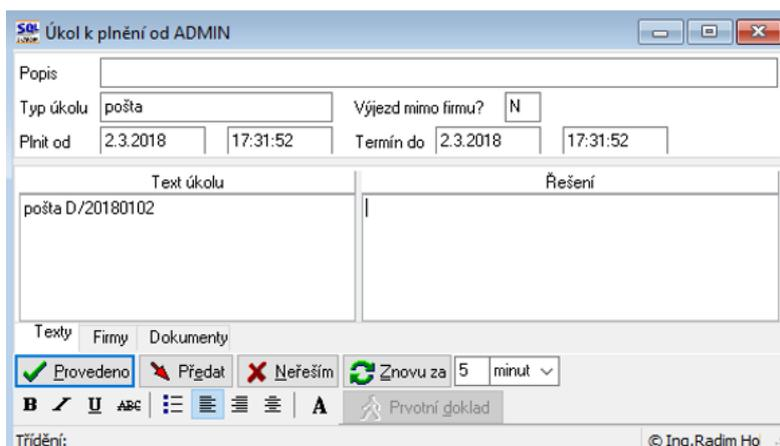 SQL Úkol k plnění od ADMIN
Popis
Typ úkolu pošta Výjezd mimo firmu? N
Plnit od 2.3.2018 17:31:52 Termín do 2.3.2018 17:31:52
Text úkolu Řešení
pošta D/20180102
Texty Firmy Dokumenty
Provedeno Předat Neřeším Znovu za 5 minut
B I U ABC A Prvotní doklad
Třídění: © Ing.Radim Ho